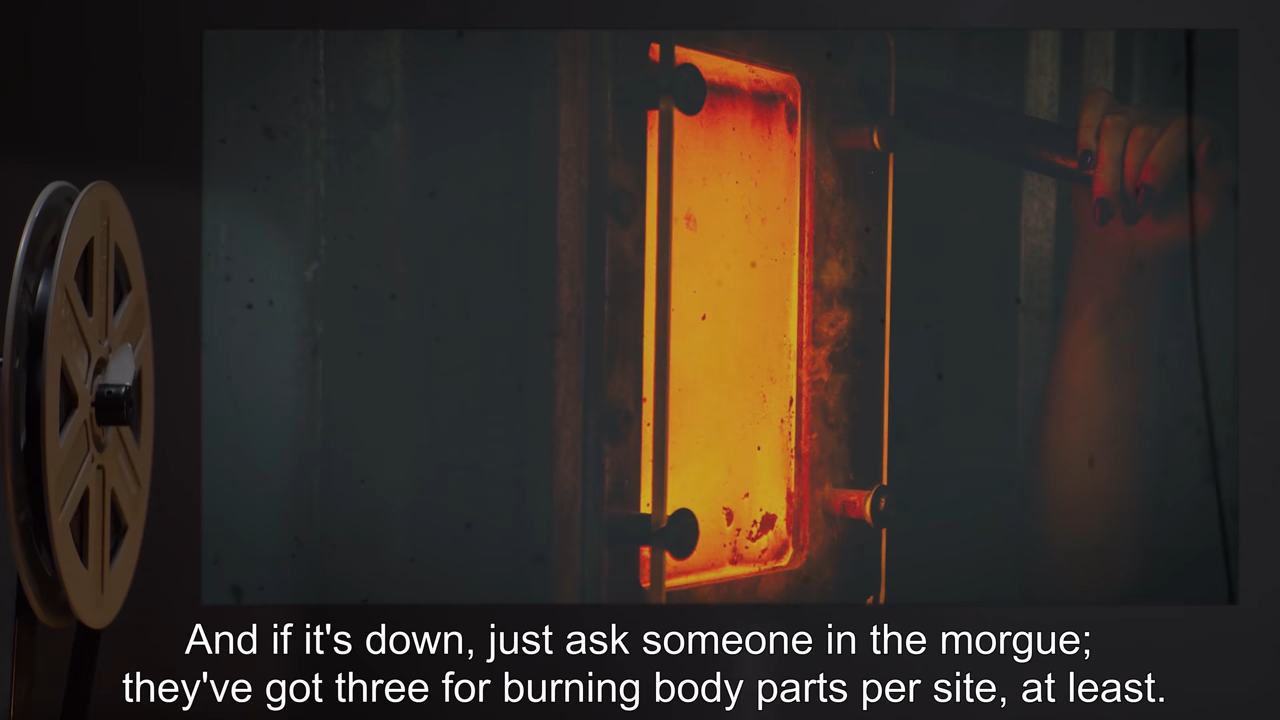 And if it's down, just ask someone in the morgue;
they've got three for burning body parts per site, at least.